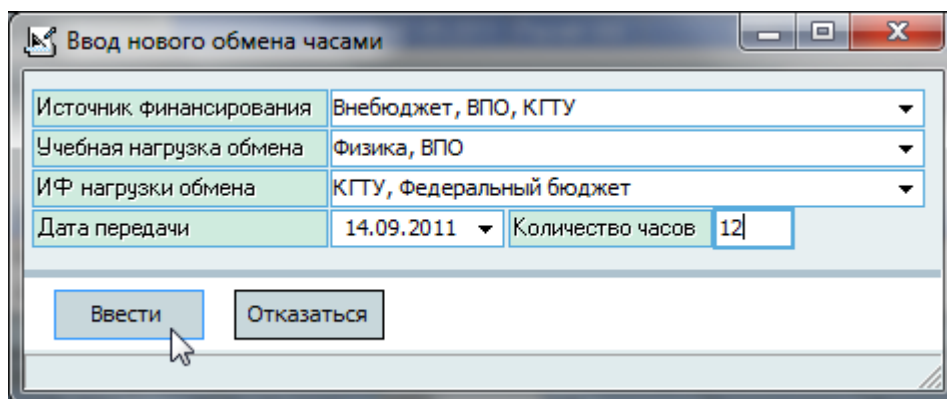 Ввод нового обмена часами
Источник финансирования Внебюджет, ВПО, КГТУ
Учебная нагрузка обмена Физика, ВПО
ИФ нагрузки обмена КГТУ, Федеральный бюджет
Дата передачи 14.09.2011 Количество часов 12
Ввести Отказаться